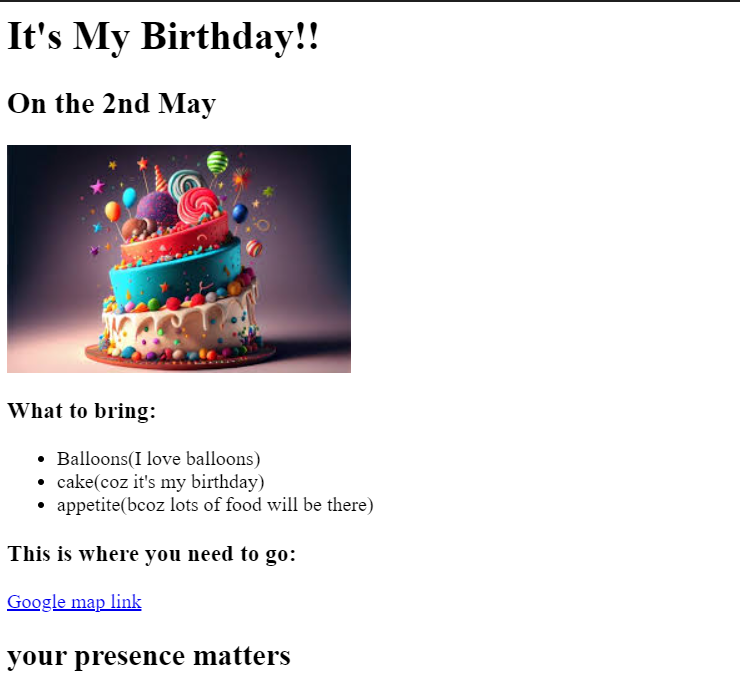 It's My Birthday!!
On the 2nd May
What to bring:
Balloons(I love balloons)
cake(coz it's my birthday)
appetite(bcoz lots of food will be there)
This is where you need to go:
Google map link
your presence matters